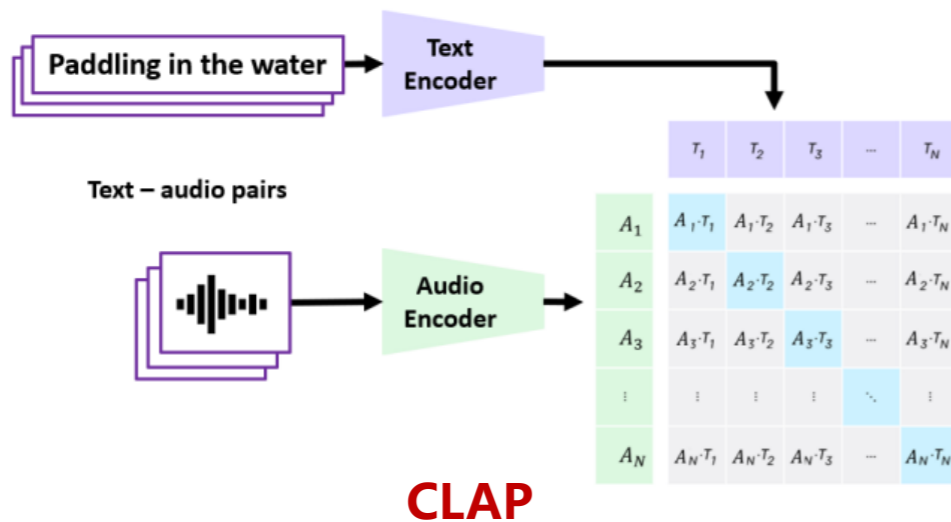 Paddling in the water
Text
Encoder
T1 T2 T3 ... TN
Text – audio pairs
A1 A1·T1 A1·T2 A1·T3 ... A1·TN
A2 A2·T1 A2·T2 A2·T3 ... A2·TN
Audio
Encoder
A3 A3·T1 A3·T2 A3·T3 ... A3·TN
⋮ ⋮ ⋮ ⋮ ⋱ ⋮
AN AN·T1 AN·T2 AN·T3 ... AN·TN
CLAP